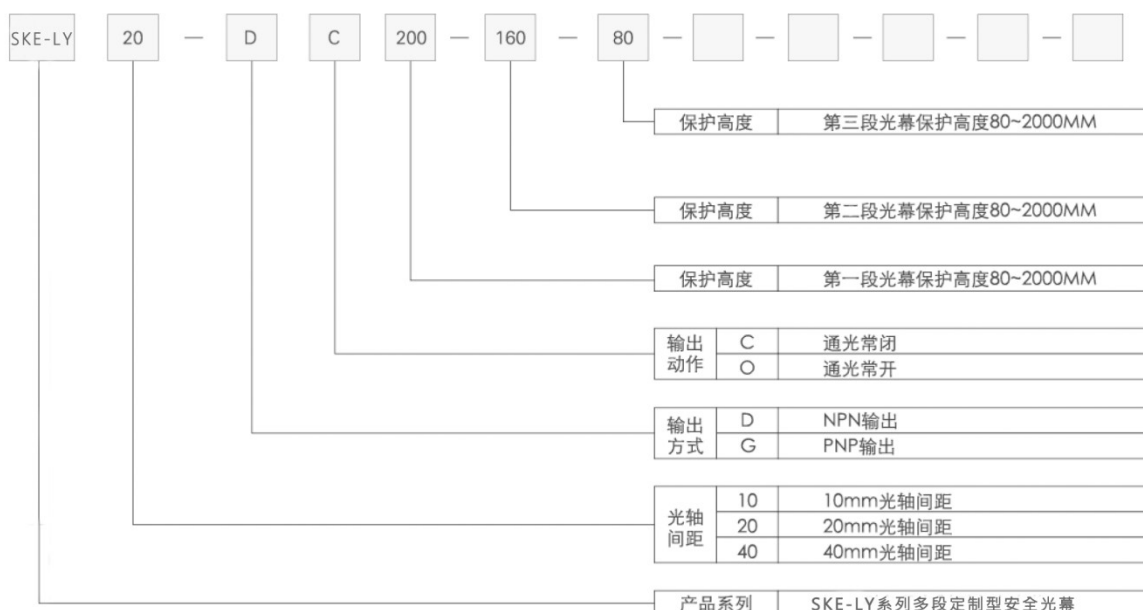 SKE-LY 20 — D C 200 — 160 — 80 — — — — —
保护高度 第三段光幕保护高度80~2000MM
保护高度 第二段光幕保护高度80~2000MM
保护高度 第一段光幕保护高度80~2000MM
输出动作 C 通光常闭
O 通光常开
输出方式 D NPN输出
G PNP输出
光轴间距 10 10mm光轴间距
20 20mm光轴间距
40 40mm光轴间距
产品系列 SKE-LY系列多段定制型安全光幕